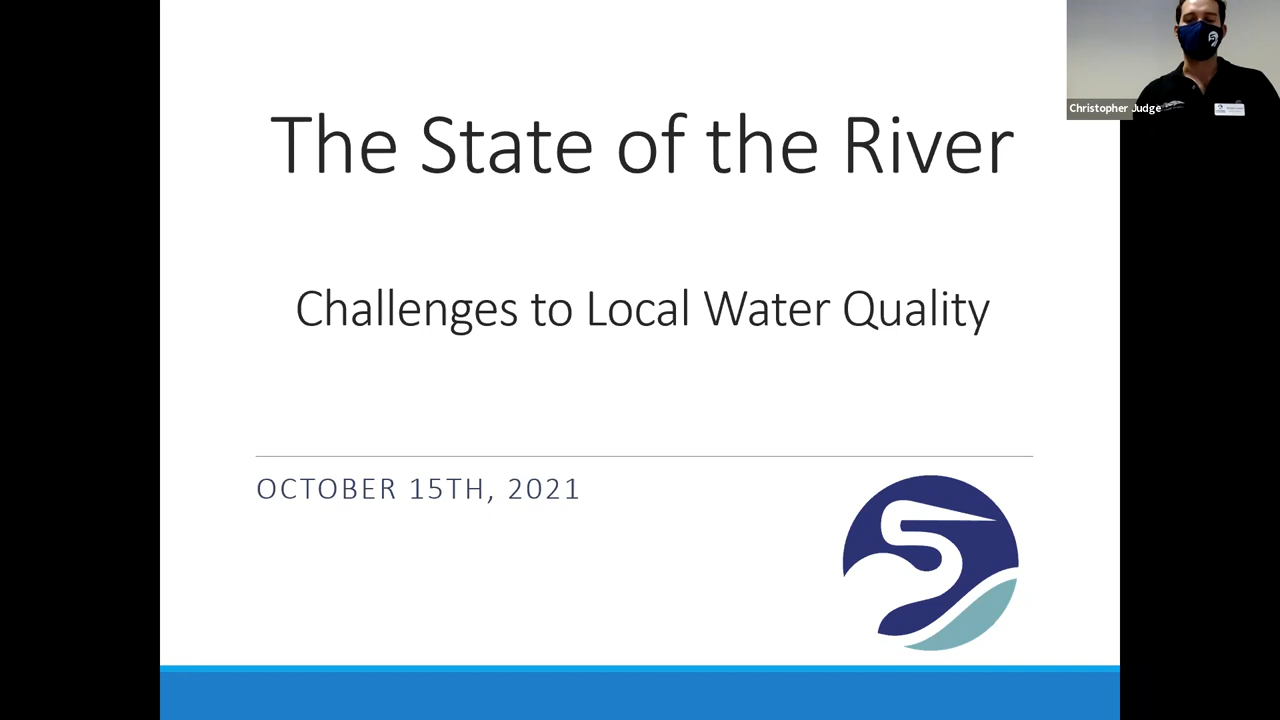 Christopher Judge
The State of the River
Challenges to Local Water Quality
OCTOBER 15TH, 2021